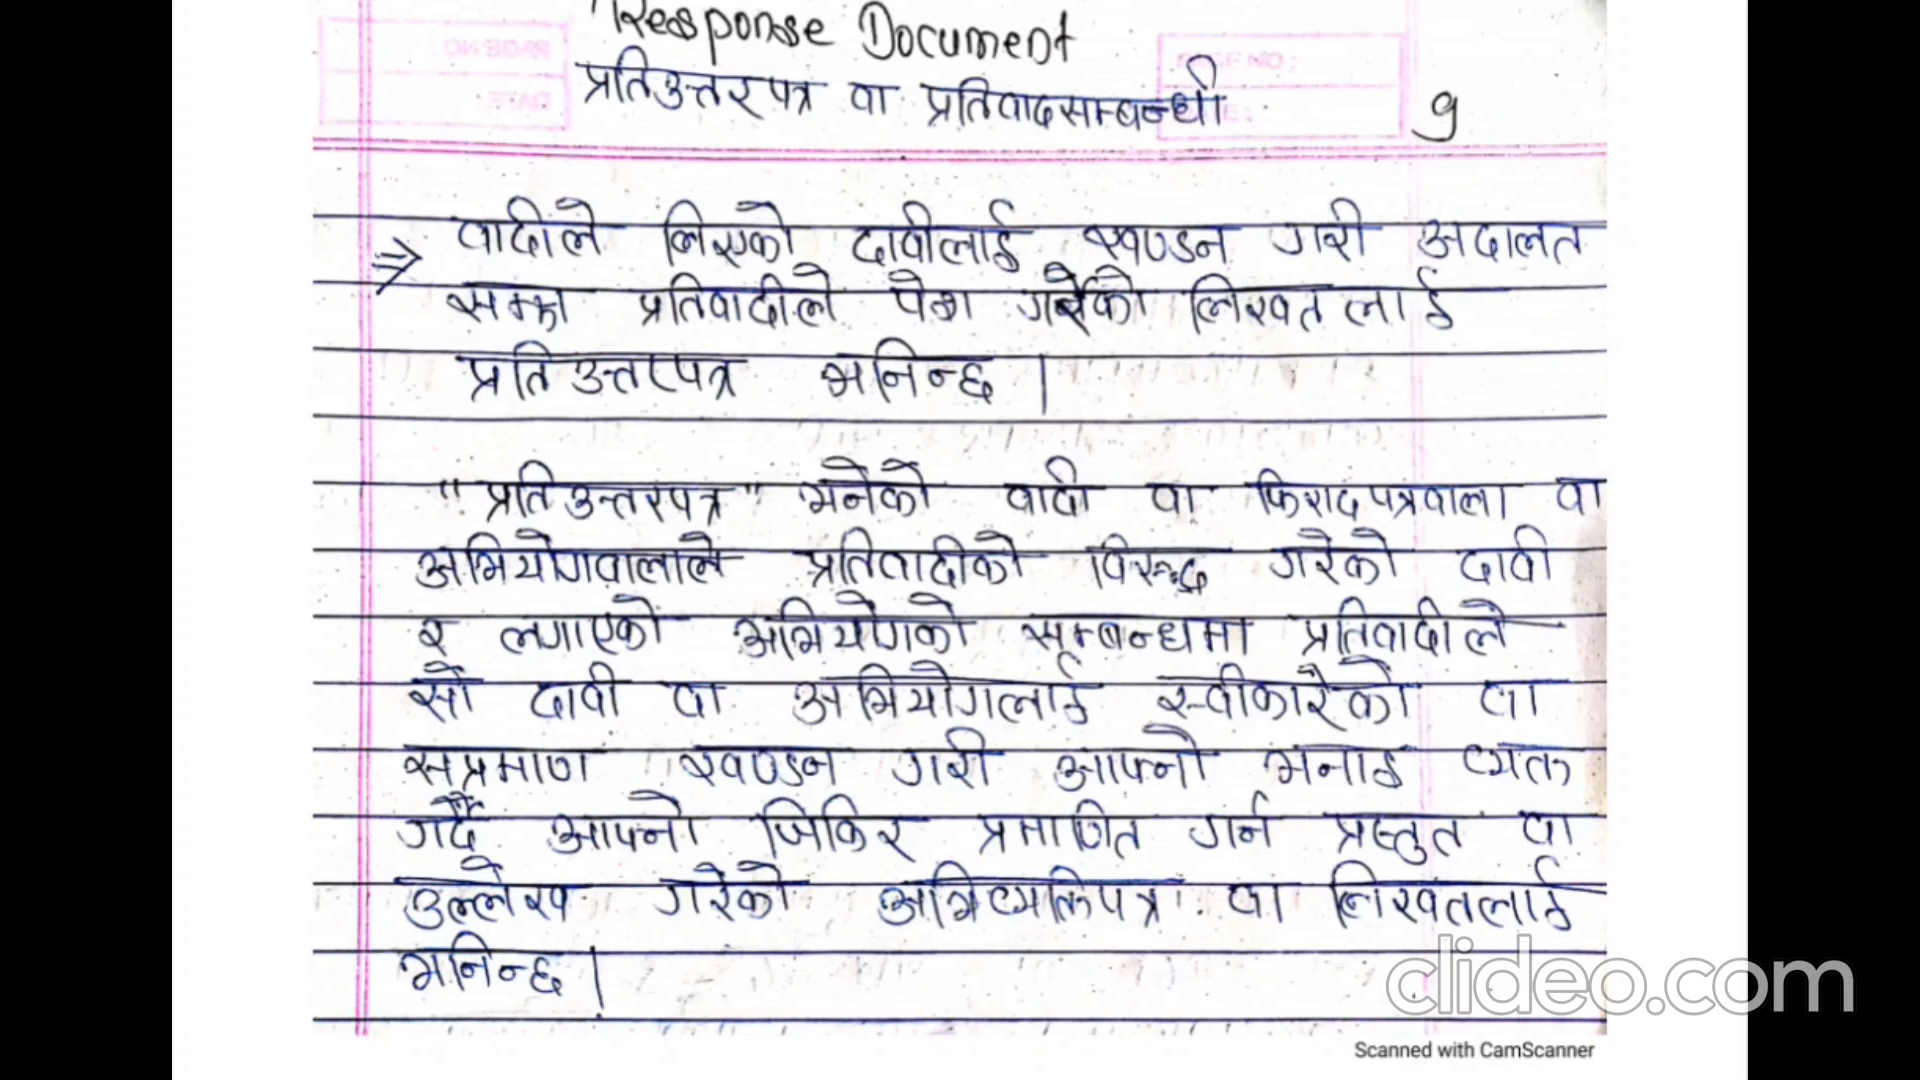 Response Document
प्रतिउत्तरपत्र वा प्रतिवादसम्बन्धी
१
⇒ वादीले लिएको दावीलाई खण्डन गरी अदालत
समक्ष प्रतिवादीले पेश गरेको लिखतलाई
प्रतिउत्तरपत्र भनिन्छ |
"प्रतिउत्तरपत्र" भनेको वादी वा फिरादपत्रवाला वा
अभियोगवालाले प्रतिवादीको विरुद्ध गरेको दावी
र लगाएको अभियोगको सम्बन्धमा प्रतिवादीले
सो दावी वा अभियोगलाई स्वीकारेको वा
सप्रमाण खण्डन गरी आफ्नो भनाई व्यक्त
गर्दै आफ्नो जिकिर प्रमाणित गर्न प्रस्तुत वा
उल्लेख गरेको अभिव्यक्तिपत्र वा लिखतलाई
भनिन्छ |
clideo.com
Scanned with CamScanner